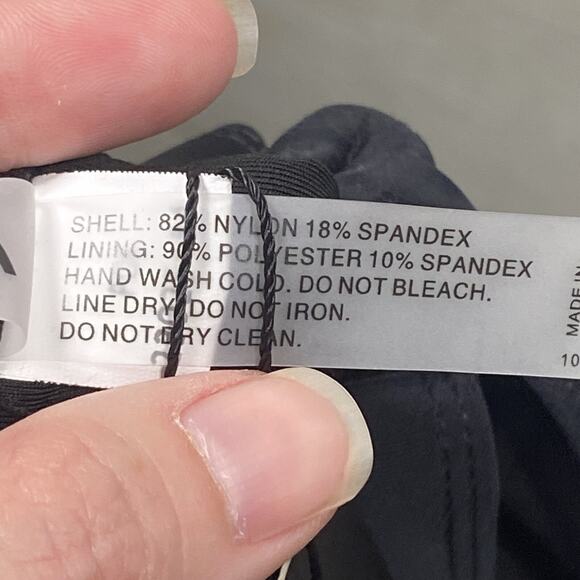 SHELL: 82% NYLON 18% SPANDEX
LINING: 90% POLYESTER 10% SPANDEX
HAND WASH COLD. DO NOT BLEACH.
LINE DRY. DO NOT IRON.
DO NOT DRY CLEAN.
MADE IN
10